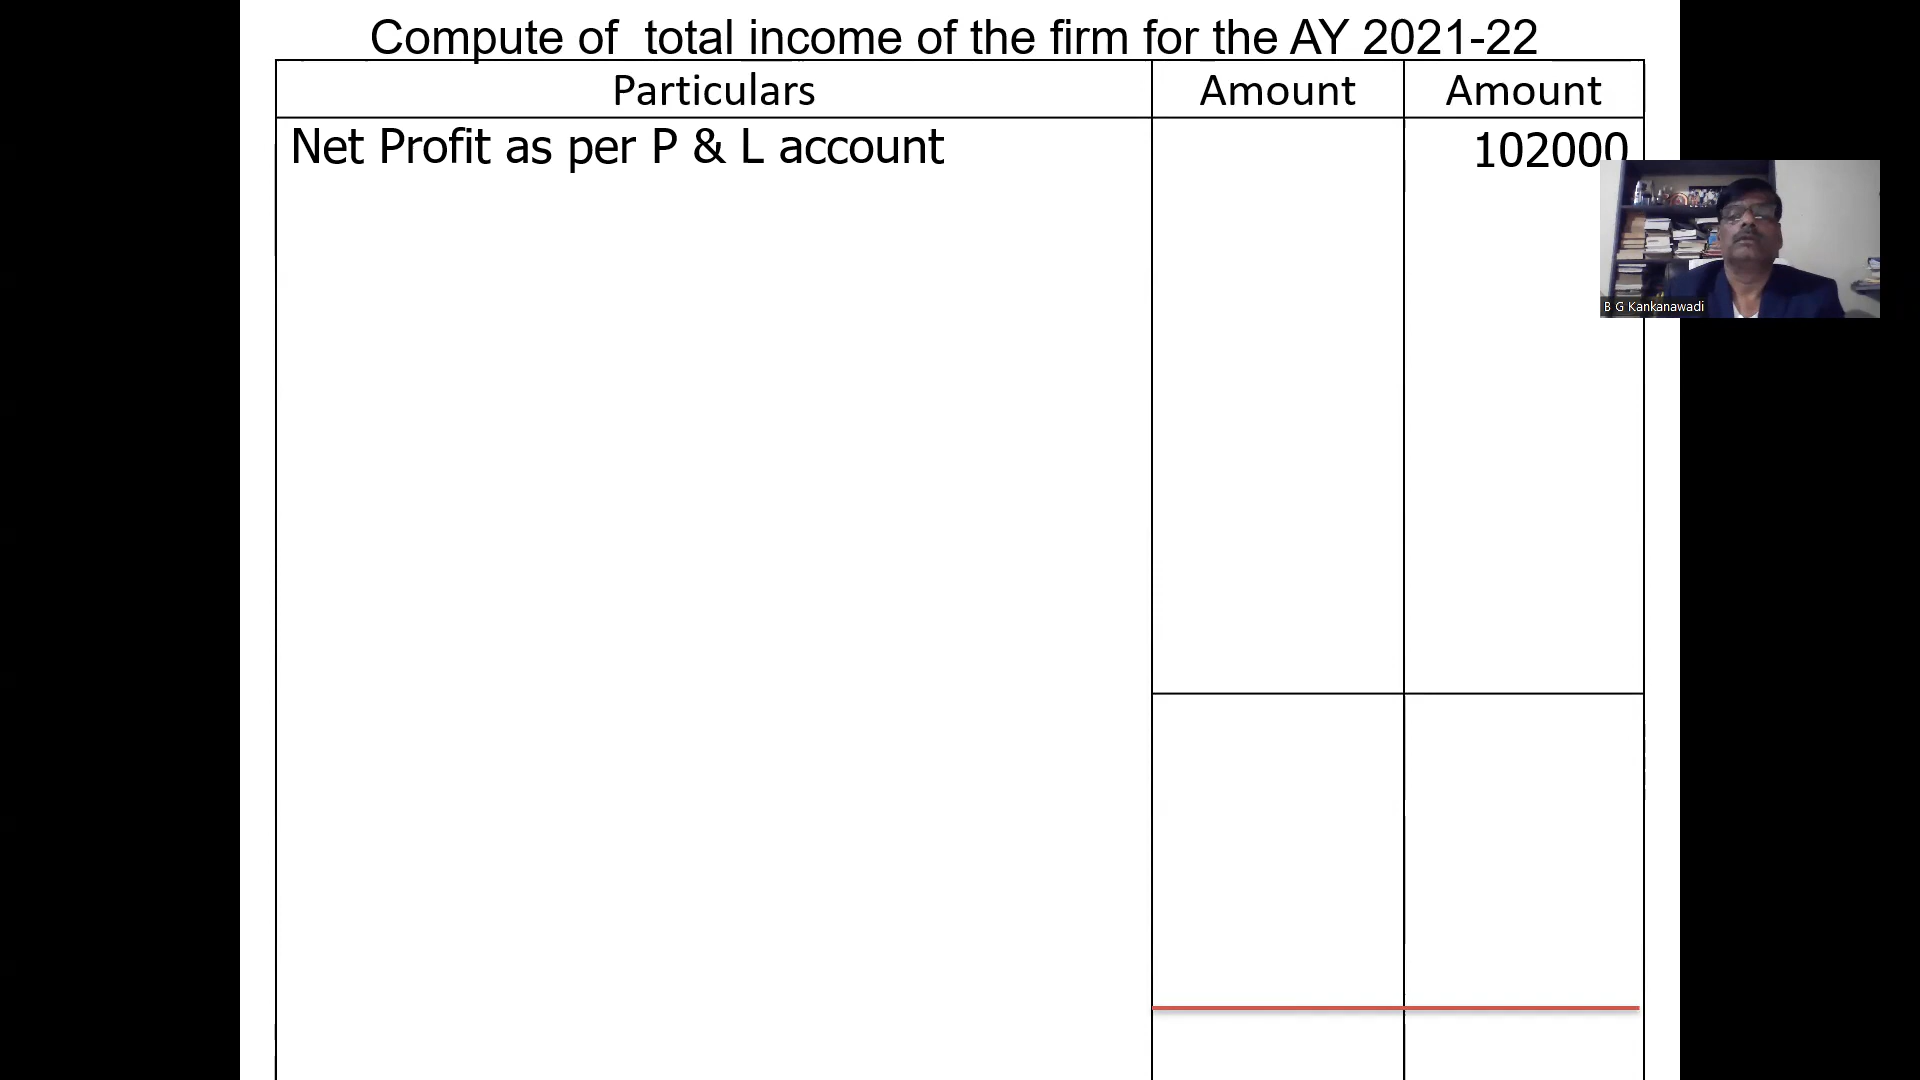 Compute of  total income of the firm for the AY 2021-22
Particulars Amount Amount
Net Profit as per P & L account 102000
B G Kankanawadi